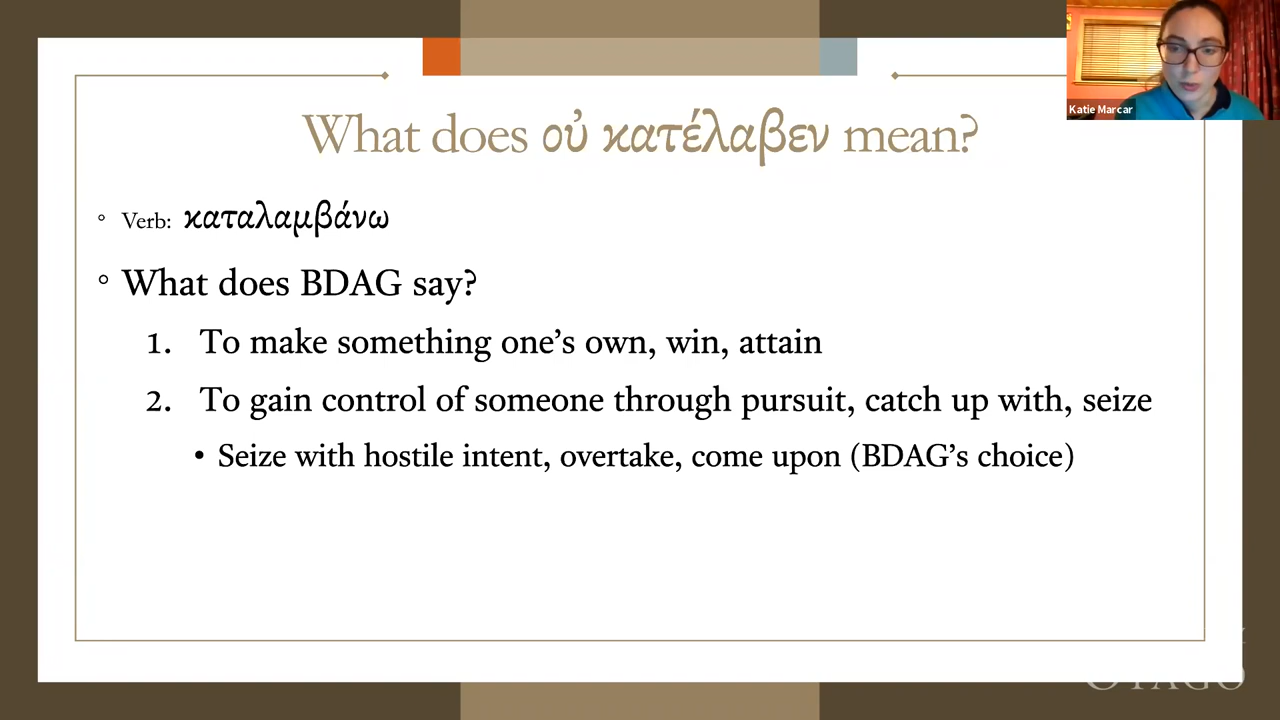 Katie Marcar
What does οὐ κατέλαβεν mean?
◦ Verb: καταλαμβάνω
◦ What does BDAG say?
1. To make something one’s own, win, attain
2. To gain control of someone through pursuit, catch up with, seize
• Seize with hostile intent, overtake, come upon (BDAG’s choice)